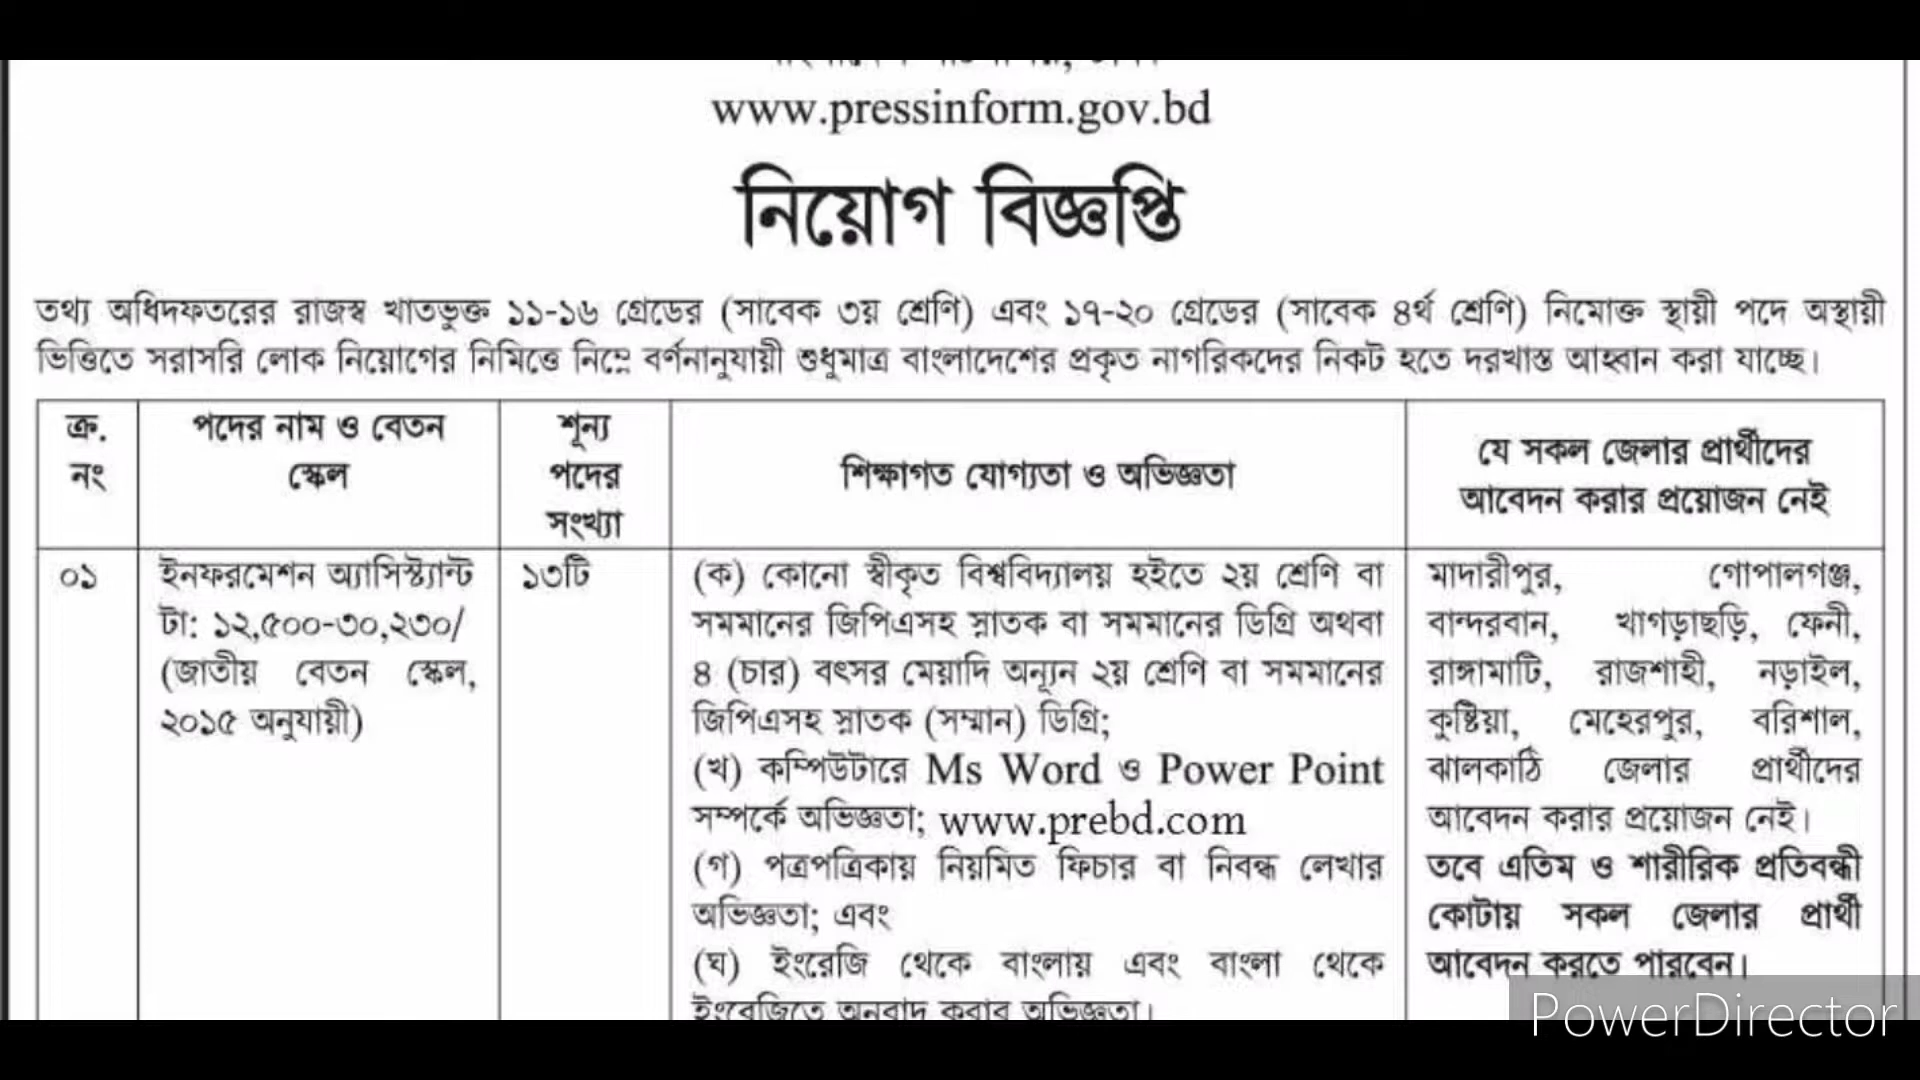 www.pressinform.gov.bd
নিয়োগ বিজ্ঞপ্তি
তথ্য অধিদফতরের রাজস্ব খাতভুক্ত ১১-১৬ গ্রেডের (সাবেক ৩য় শ্রেণি) এবং ১৭-২০ গ্রেডের (সাবেক ৪র্থ শ্রেণি) নিমোক্ত স্থায়ী পদে অস্থায়ী
ভিত্তিতে সরাসরি লোক নিয়োগের নিমিত্তে নিম্নে বর্ণনানুযায়ী শুধুমাত্র বাংলাদেশের প্রকৃত নাগরিকদের নিকট হতে দরখাস্ত আহ্বান করা যাচ্ছে।
ক্র.
নং
পদের নাম ও বেতন
স্কেল
শূন্য
পদের
সংখ্যা
শিক্ষাগত যোগ্যতা ও অভিজ্ঞতা
যে সকল জেলার প্রার্থীদের
আবেদন করার প্রয়োজন নেই
০১
ইনফরমেশন অ্যাসিস্ট্যান্ট
টা: ১২,৫০০-৩০,২৩০/
(জাতীয় বেতন স্কেল,
২০১৫ অনুযায়ী)
১৩টি
(ক) কোনো স্বীকৃত বিশ্ববিদ্যালয় হইতে ২য় শ্রেণি বা
সমমানের জিপিএসহ স্নাতক বা সমমানের ডিগ্রি অথবা
৪ (চার) বৎসর মেয়াদি অন্যূন ২য় শ্রেণি বা সমমানের
জিপিএসহ স্নাতক (সম্মান) ডিগ্রি;
(খ) কম্পিউটারে Ms Word ও Power Point
সম্পর্কে অভিজ্ঞতা; www.prebd.com
(গ) পত্রপত্রিকায় নিয়মিত ফিচার বা নিবন্ধ লেখার
অভিজ্ঞতা; এবং
(ঘ) ইংরেজি থেকে বাংলায় এবং বাংলা থেকে
ইংরেজিতে অনুবাদ করার অভিজ্ঞতা।
মাদারীপুর, গোপালগঞ্জ,
বান্দরবান, খাগড়াছড়ি, ফেনী,
রাঙ্গামাটি, রাজশাহী, নড়াইল,
কুষ্টিয়া, মেহেরপুর, বরিশাল,
ঝালকাঠি জেলার প্রার্থীদের
আবেদন করার প্রয়োজন নেই।
তবে এতিম ও শারীরিক প্রতিবন্ধী
কোটায় সকল জেলার প্রার্থী
আবেদন করতে পারবেন।
PowerDirector